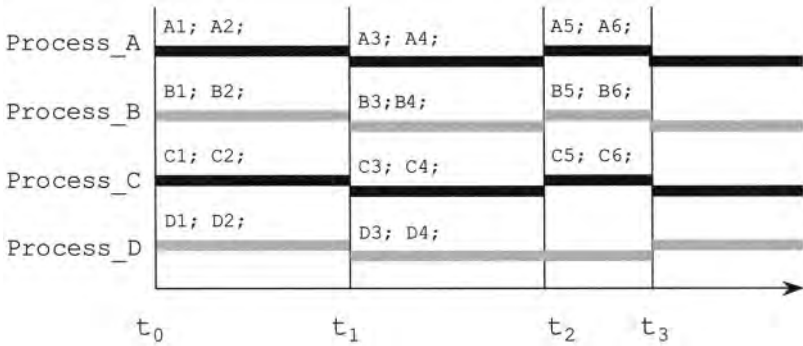 A1; A2; A3; A4; A5; A6;
Process_A
B1; B2; B3;B4; B5; B6;
Process_B
C1; C2; C3; C4; C5; C6;
Process_C
D1; D2; D3; D4;
Process_D
t0 t1 t2 t3